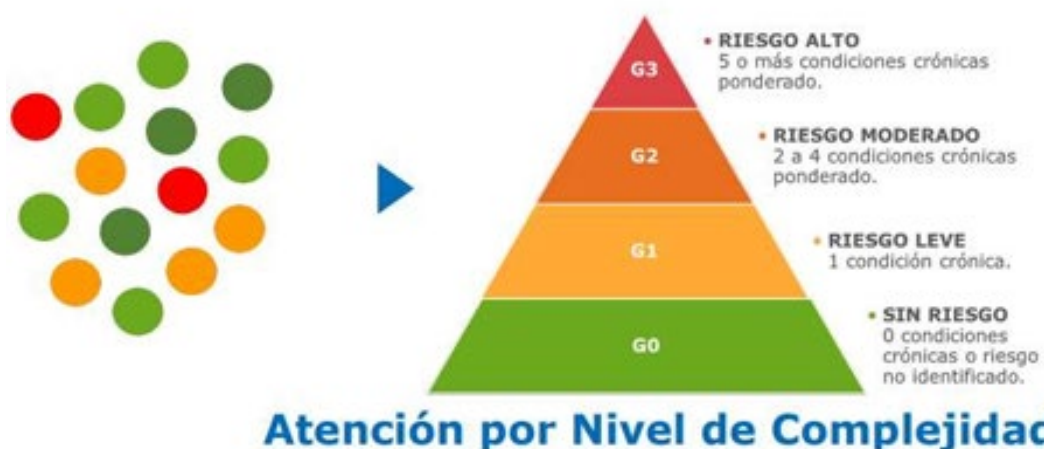 G3
• RIESGO ALTO
5 o más condiciones crónicas
ponderado.
G2
• RIESGO MODERADO
2 a 4 condiciones crónicas
ponderado.
G1
• RIESGO LEVE
1 condición crónica.
G0
• SIN RIESGO
0 condiciones
crónicas o riesgo
no identificado.
Atención por Nivel de Complejidad